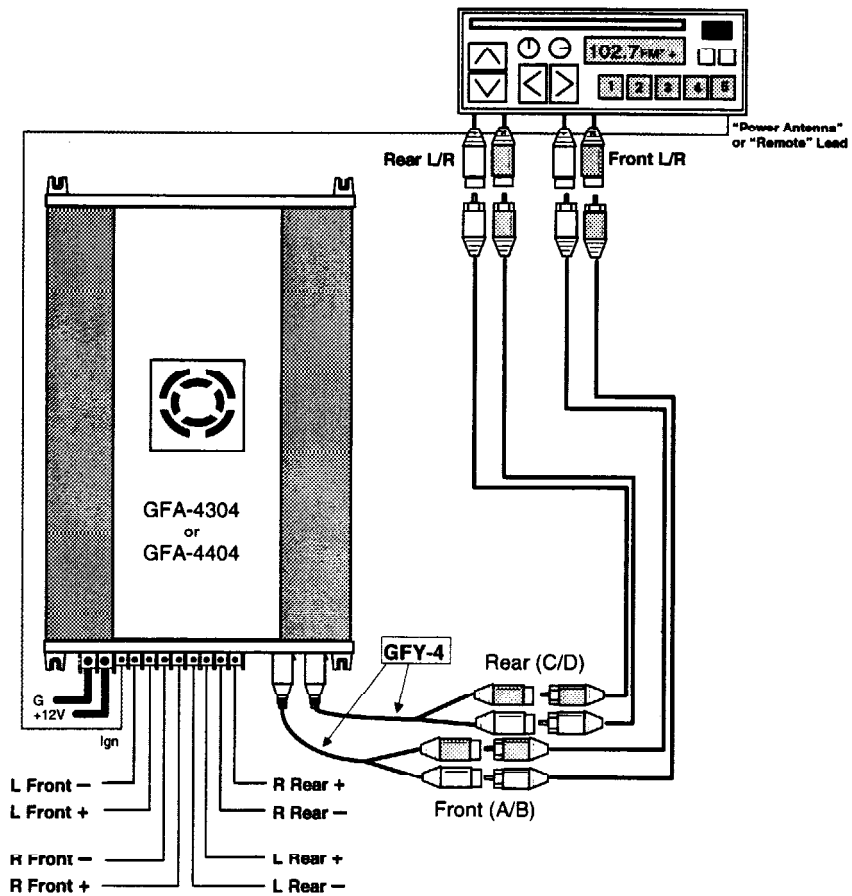 102.7 FM +
1 2 3 4 5
"Power Antenna"
or "Remote" Lead
Rear L/R
Front L/R
GFA-4304
or
GFA-4404
GFY-4
Rear (C/D)
G
+12V
Ign
L Front −
R Rear +
L Front +
R Rear −
Front (A/B)
R Front −
L Rear +
R Front +
L Rear −